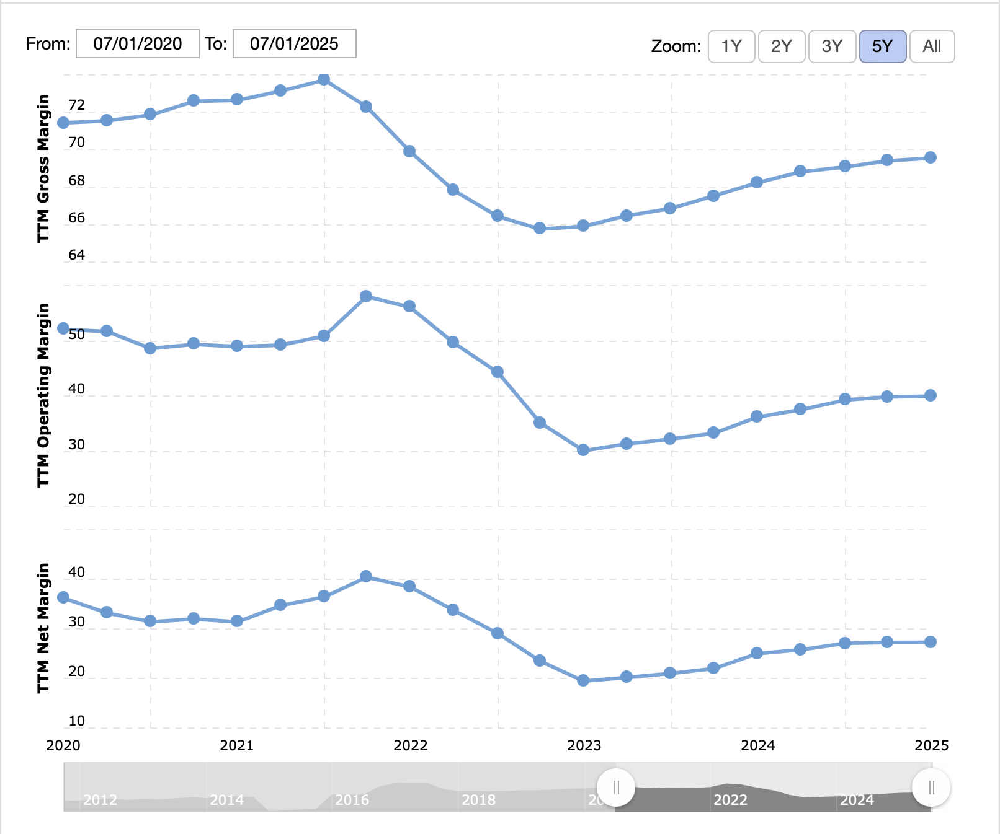 From: 07/01/2020 To: 07/01/2025 Zoom: 1Y 2Y 3Y 5Y All
TTM Gross Margin
72
70
68
66
64
TTM Operating Margin
50
40
30
20
TTM Net Margin
40
30
20
10
2020 2021 2022 2023 2024 2025
2012 2014 2016 2018 20 2022 2024